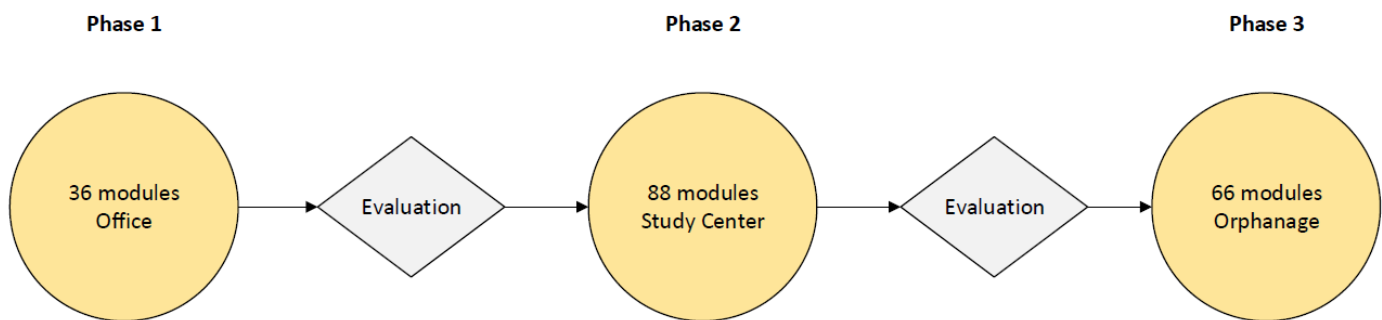 Phase 1
Phase 2
Phase 3
36 modules
Office
Evaluation
88 modules
Study Center
Evaluation
66 modules
Orphanage